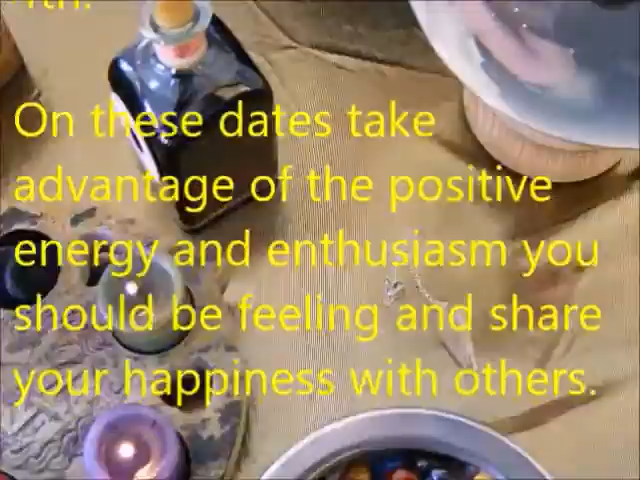 On these dates take
advantage of the positive
energy and enthusiasm you
should be feeling and share
your happiness with others.